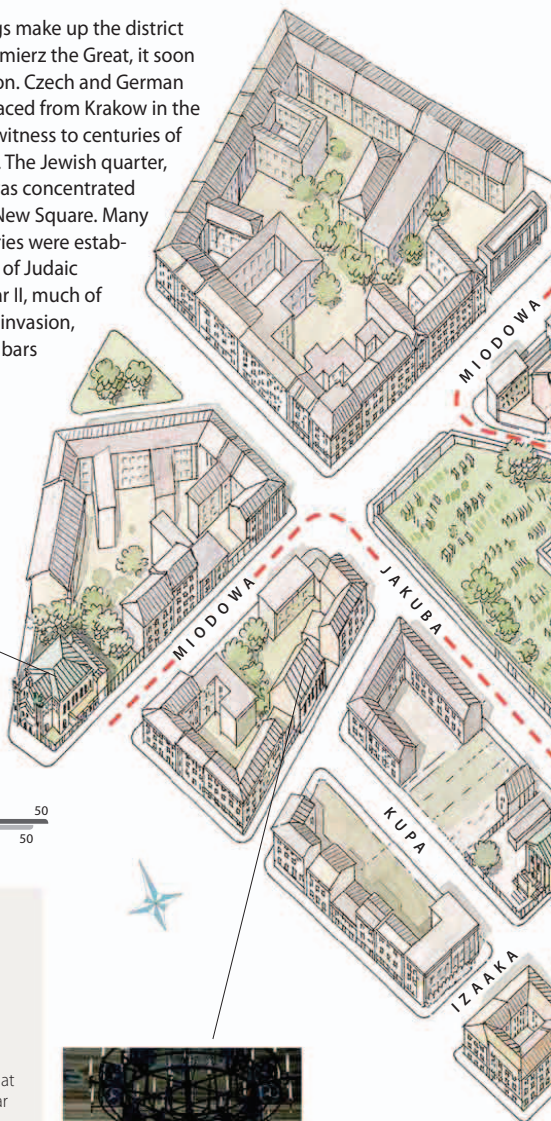 gs make up the district
mierz the Great, it soon
on. Czech and German
aced from Krakow in the
witness to centuries of
. The Jewish quarter,
as concentrated
New Square. Many
ries were estab-
of Judaic
ar II, much of
invasion,
bars
MIODOWA
MIODOWA
JAKUBA
KUPA
IZAAKA
50
50
at
ar